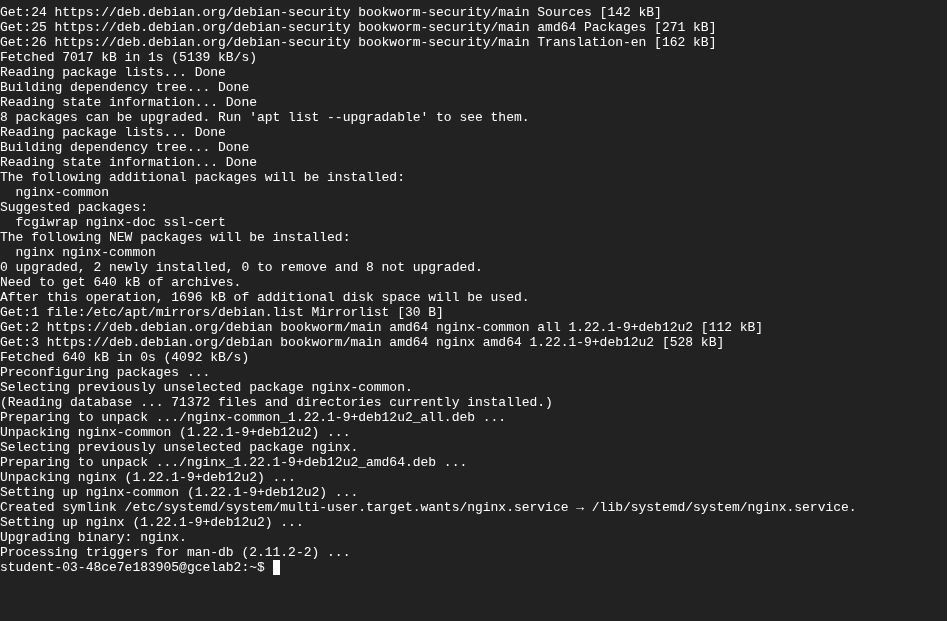 Get:24 https://deb.debian.org/debian-security bookworm-security/main Sources [142 kB]
Get:25 https://deb.debian.org/debian-security bookworm-security/main amd64 Packages [271 kB]
Get:26 https://deb.debian.org/debian-security bookworm-security/main Translation-en [162 kB]
Fetched 7017 kB in 1s (5139 kB/s)
Reading package lists... Done
Building dependency tree... Done
Reading state information... Done
8 packages can be upgraded. Run 'apt list --upgradable' to see them.
Reading package lists... Done
Building dependency tree... Done
Reading state information... Done
The following additional packages will be installed:
  nginx-common
Suggested packages:
  fcgiwrap nginx-doc ssl-cert
The following NEW packages will be installed:
  nginx nginx-common
0 upgraded, 2 newly installed, 0 to remove and 8 not upgraded.
Need to get 640 kB of archives.
After this operation, 1696 kB of additional disk space will be used.
Get:1 file:/etc/apt/mirrors/debian.list Mirrorlist [30 B]
Get:2 https://deb.debian.org/debian bookworm/main amd64 nginx-common all 1.22.1-9+deb12u2 [112 kB]
Get:3 https://deb.debian.org/debian bookworm/main amd64 nginx amd64 1.22.1-9+deb12u2 [528 kB]
Fetched 640 kB in 0s (4092 kB/s)
Preconfiguring packages ...
Selecting previously unselected package nginx-common.
(Reading database ... 71372 files and directories currently installed.)
Preparing to unpack .../nginx-common_1.22.1-9+deb12u2_all.deb ...
Unpacking nginx-common (1.22.1-9+deb12u2) ...
Selecting previously unselected package nginx.
Preparing to unpack .../nginx_1.22.1-9+deb12u2_amd64.deb ...
Unpacking nginx (1.22.1-9+deb12u2) ...
Setting up nginx-common (1.22.1-9+deb12u2) ...
Created symlink /etc/systemd/system/multi-user.target.wants/nginx.service → /lib/systemd/system/nginx.service.
Setting up nginx (1.22.1-9+deb12u2) ...
Upgrading binary: nginx.
Processing triggers for man-db (2.11.2-2) ...
student-03-48ce7e183905@gcelab2:~$